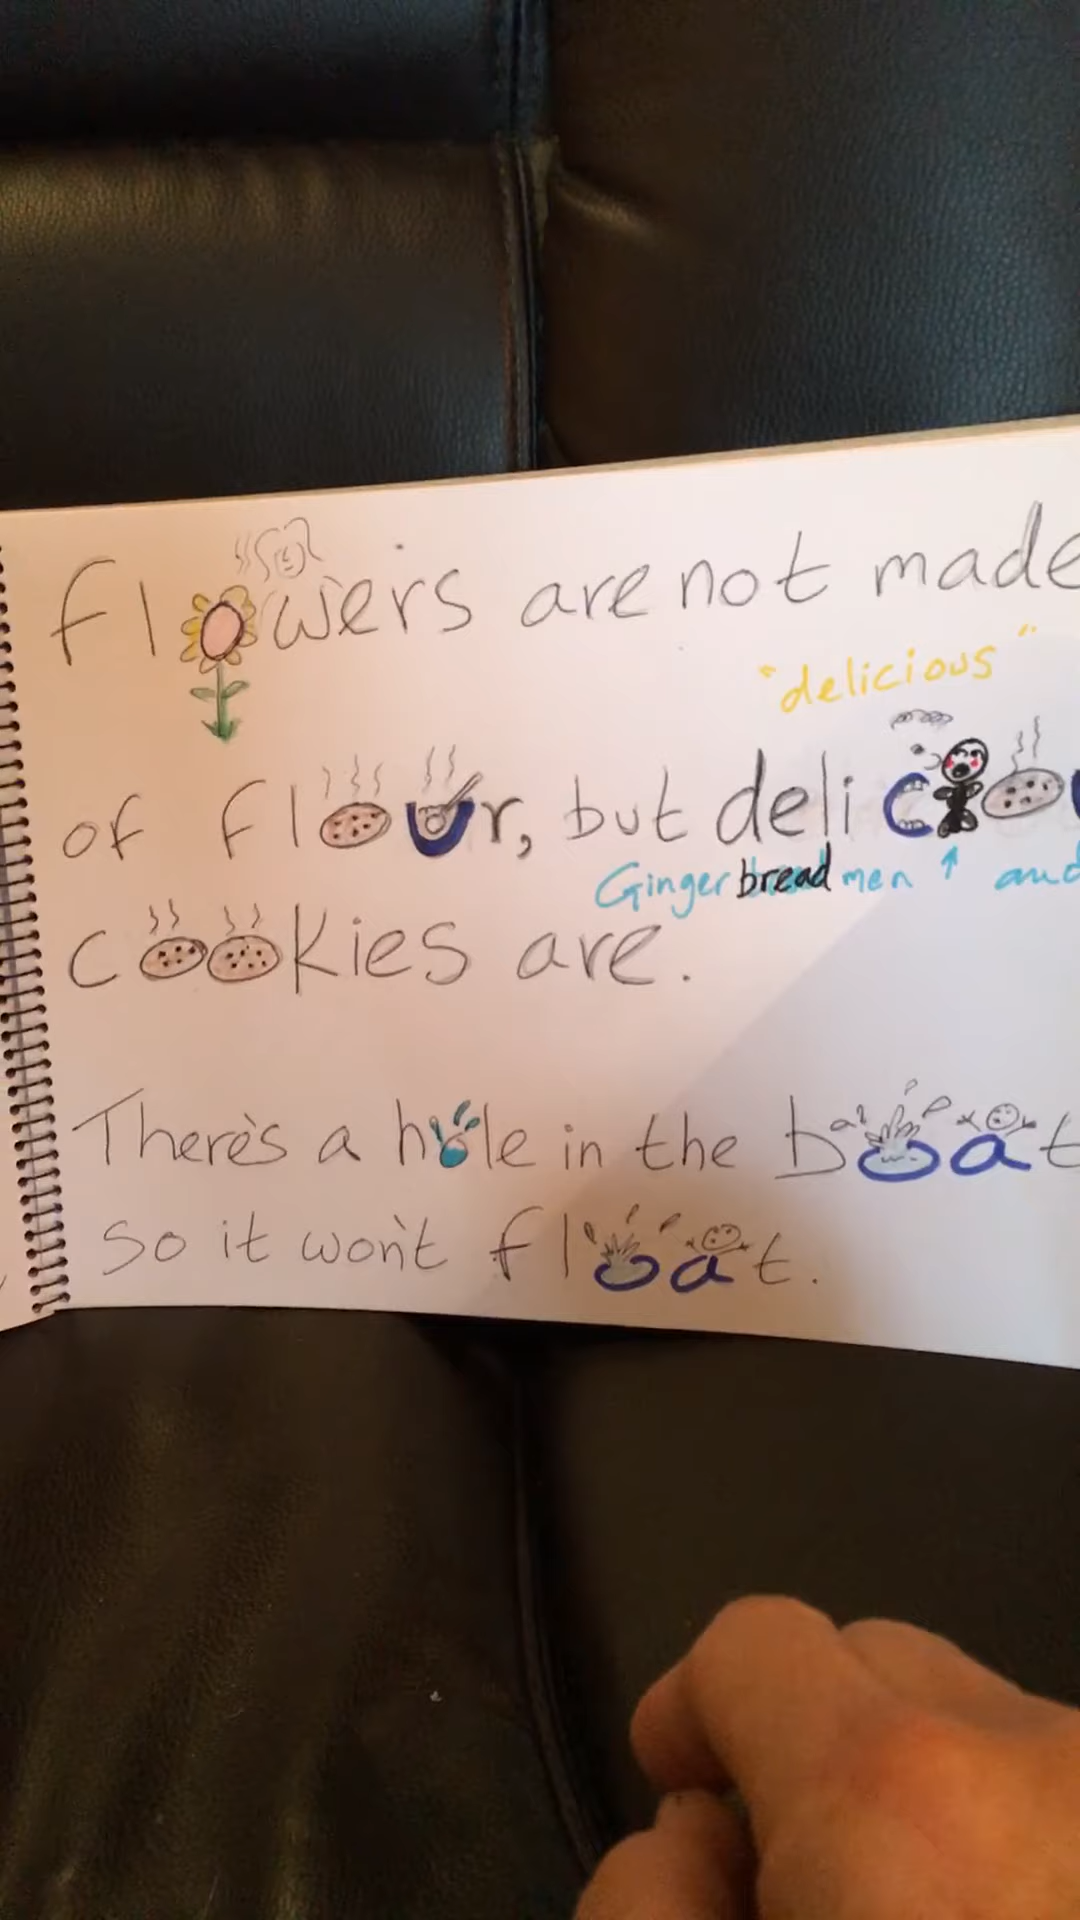 flowers are not made
"delicious"
of flour, but deliciou
Gingerbread men ↑ and
cookies are.
There's a hole in the boat
so it won't float.